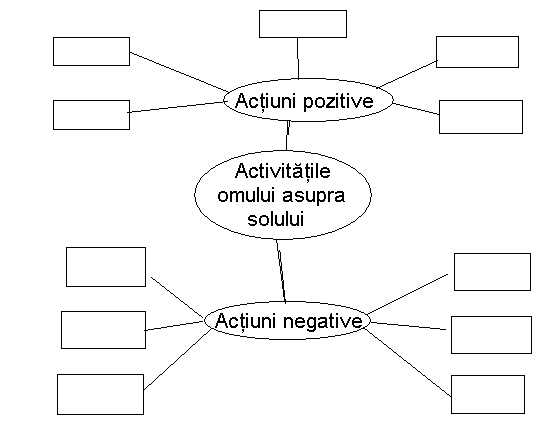 Acțiuni pozitive
Activitățile
omului asupra
solului
Acțiuni negative